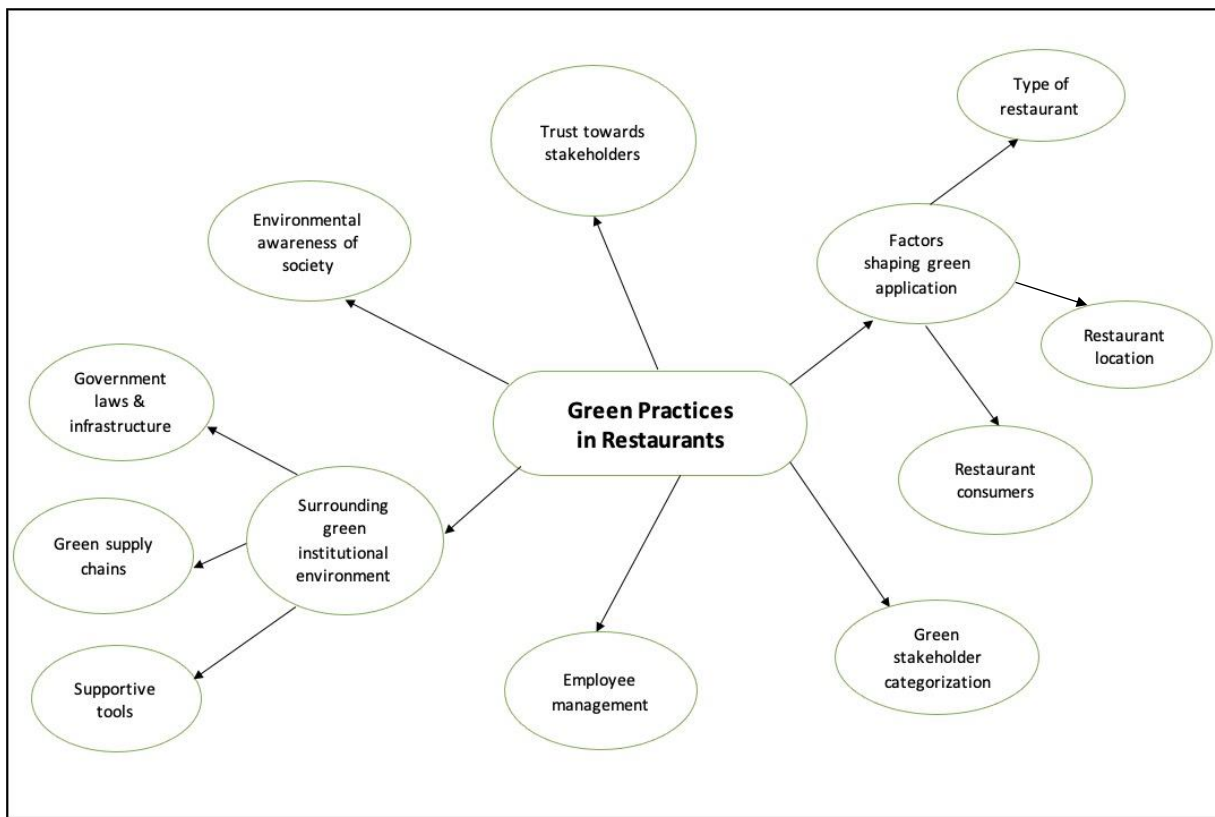 Type of
restaurant
Trust towards
stakeholders
Environmental
awareness of
society
Factors
shaping green
application
Restaurant
location
Government
laws &
infrastructure
Green Practices
in Restaurants
Restaurant
consumers
Surrounding
green
institutional
environment
Green supply
chains
Green
stakeholder
categorization
Employee
management
Supportive
tools